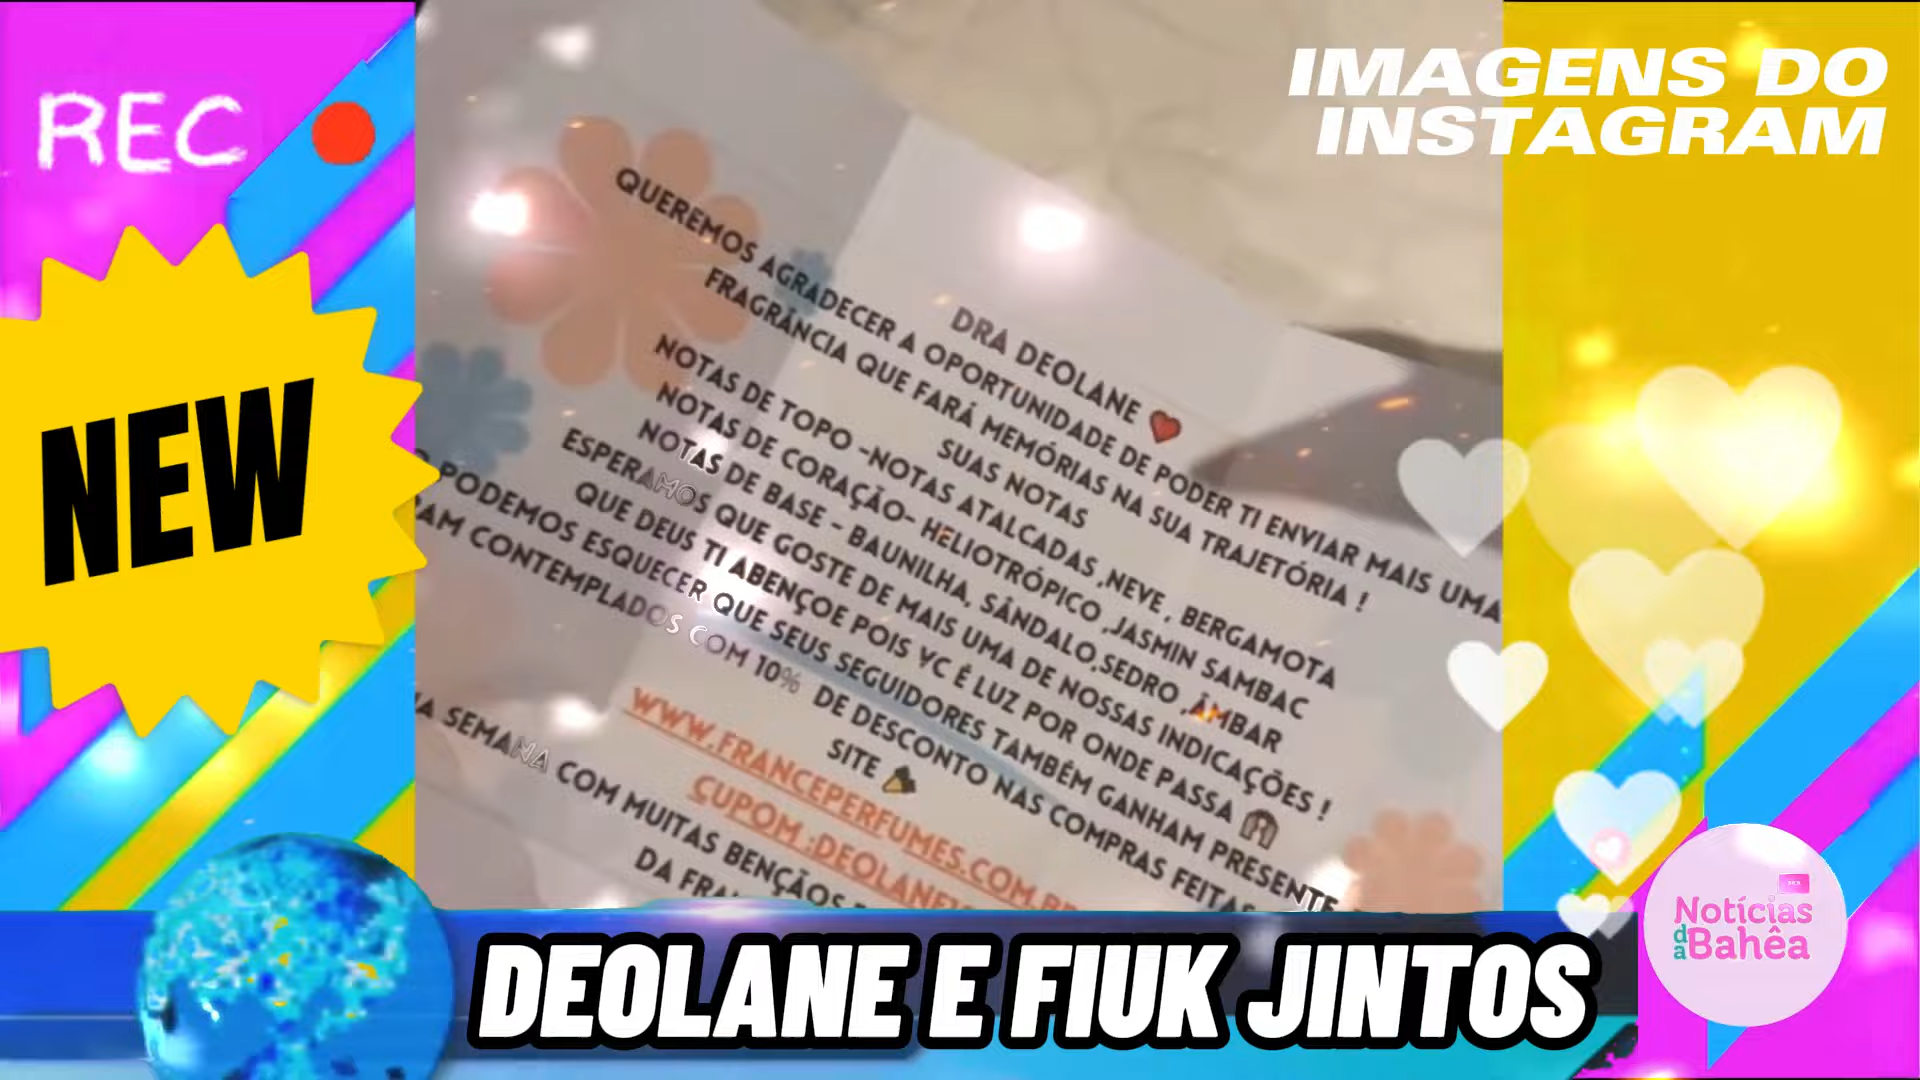 REC
IMAGENS DO
INSTAGRAM
NEW
DRA DEOLANE ❤
QUEREMOS AGRADECER A OPORTUNIDADE DE PODER TI ENVIAR MAIS UMA
FRAGRÂNCIA QUE FARÁ MEMÓRIAS NA SUA TRAJETÓRIA !
SUAS NOTAS
NOTAS DE TOPO -NOTAS ATALCADAS ,NEVE , BERGAMOTA
NOTAS DE CORAÇÃO- HELIOTRÓPICO ,JASMIN SAMBAC
NOTAS DE BASE - BAUNILHA, SÂNDALO,SEDRO ,ÂMBAR
ESPERAMOS QUE GOSTE DE MAIS UMA DE NOSSAS INDICAÇÕES !
QUE DEUS TI ABENÇOE POIS VC É LUZ POR ONDE PASSA
PODEMOS ESQUECER QUE SEUS SEGUIDORES TAMBÉM GANHAM PRESENTE
CONTEMPLADOS COM 10% DE DESCONTO NAS COMPRAS FEITAS
SITE
WWW.FRANCEPERFUMES.COM.BR
CUPOM :DEOLANE
SEMANA COM MUITAS BENÇÃOS
DA
DEOLANE E FIUK JINTOS
Notícias
da Bahêa